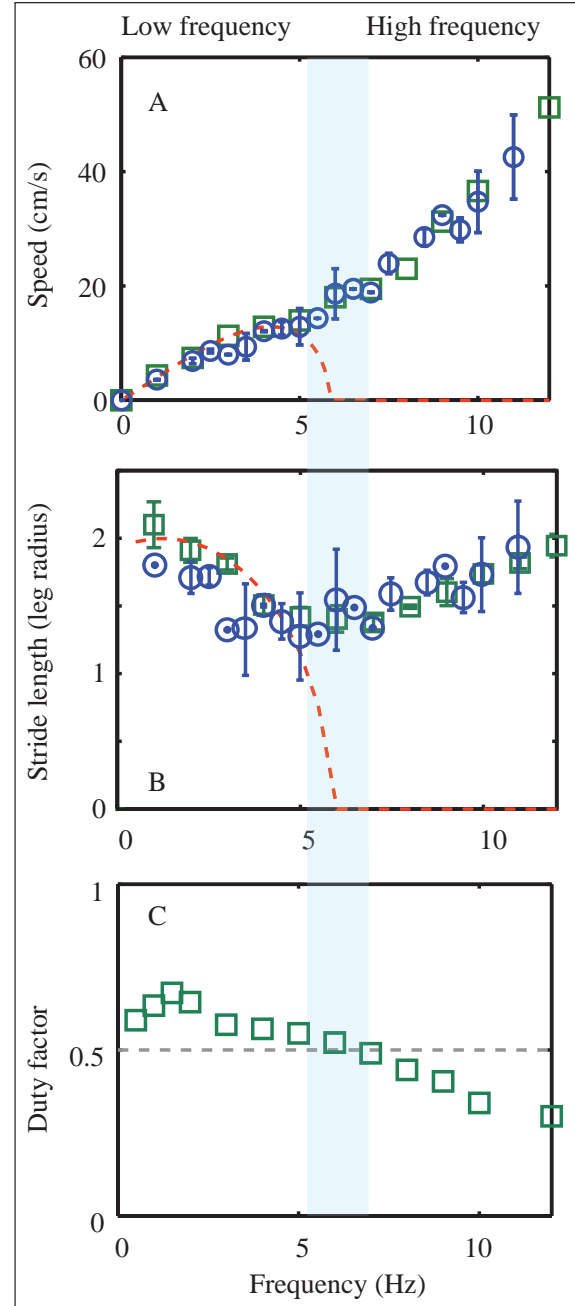 Low frequency High frequency
60
A
40
Speed (cm/s)
20
0
0 5 10
2
Stride length (leg radius)
1
B
0
0 5 10
1
C
Duty factor
0.5
0
0 5 10
Frequency (Hz)